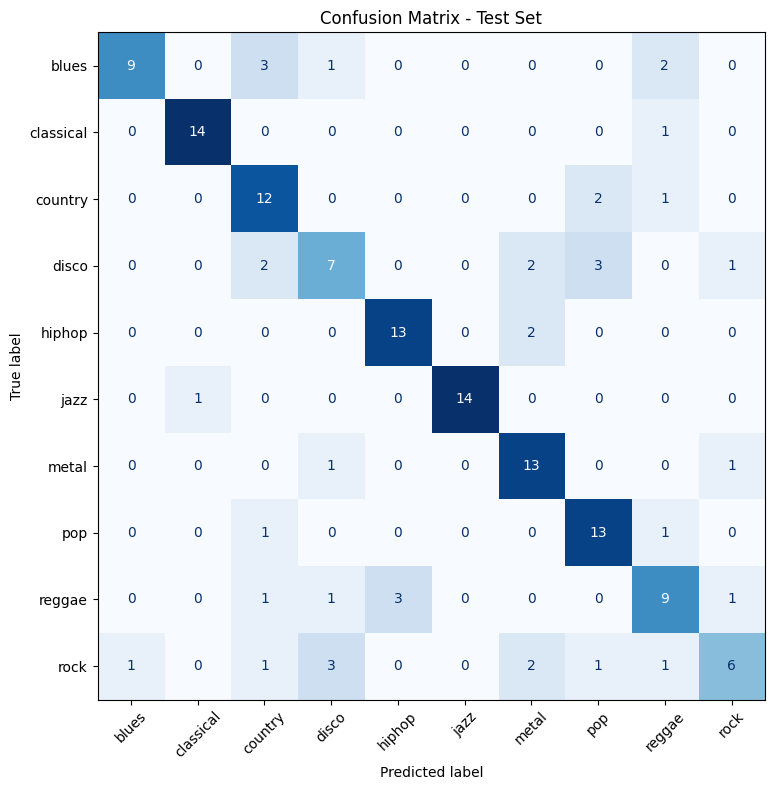 Confusion Matrix - Test Set
blues 9 0 3 1 0 0 0 0 2 0
classical 0 14 0 0 0 0 0 0 1 0
country 0 0 12 0 0 0 0 2 1 0
disco 0 0 2 7 0 0 2 3 0 1
hiphop 0 0 0 0 13 0 2 0 0 0
jazz 0 1 0 0 0 14 0 0 0 0
metal 0 0 0 1 0 0 13 0 0 1
pop 0 0 1 0 0 0 0 13 1 0
reggae 0 0 1 1 3 0 0 0 9 1
rock 1 0 1 3 0 0 2 1 1 6
True label
blues classical country disco hiphop jazz metal pop reggae rock
Predicted label